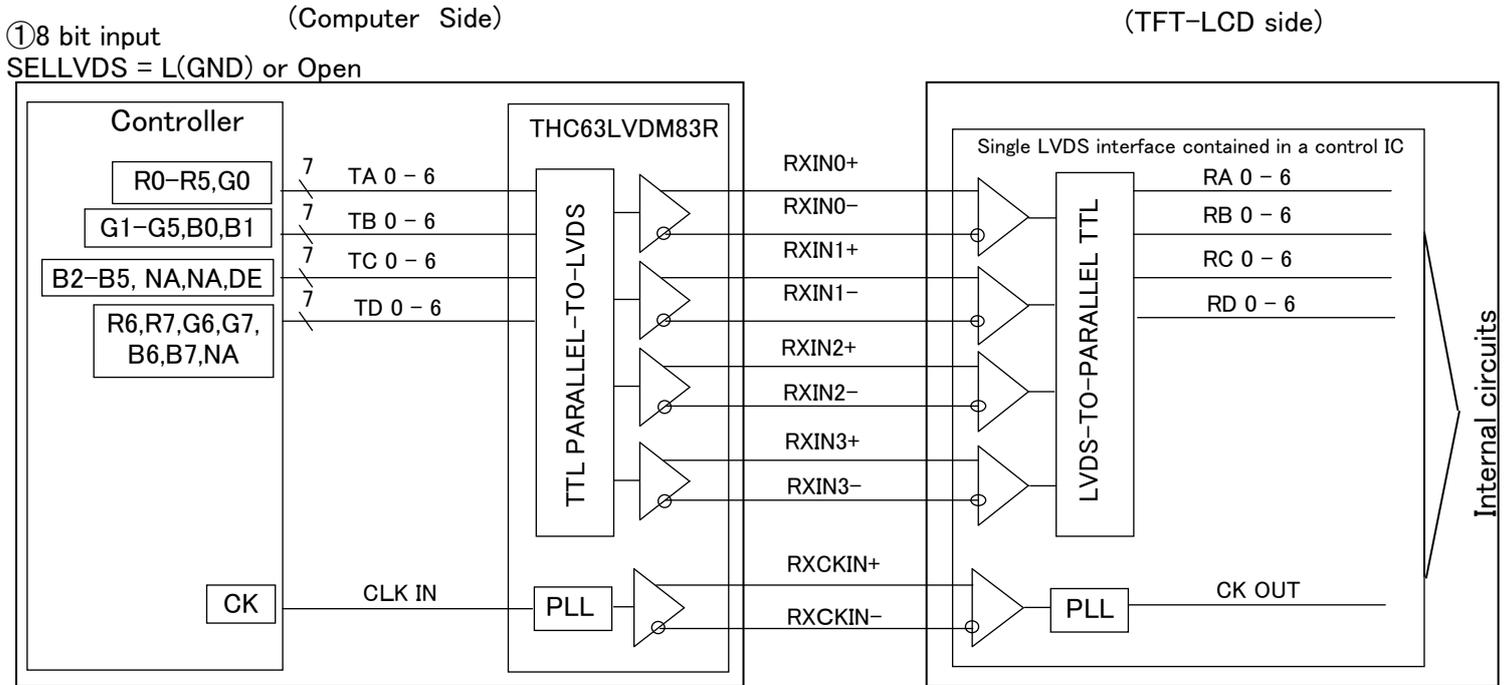 (Computer Side)
(TFT-LCD side)
①8 bit input
SELLVDS = L(GND) or Open
Controller
THC63LVDM83R
Single LVDS interface contained in a control IC
R0-R5,G0
7
TA 0 - 6
RXIN0+
RA 0 - 6
G1-G5,B0,B1
7
TB 0 - 6
RXIN0-
RB 0 - 6
B2-B5, NA,NA,DE
7
TC 0 - 6
RXIN1+
RC 0 - 6
R6,R7,G6,G7,
B6,B7,NA
7
TD 0 - 6
RXIN1-
RD 0 - 6
TTL PARALLEL-TO-LVDS
LVDS-TO-PARALLEL TTL
RXIN2+
RXIN2-
RXIN3+
RXIN3-
Internal circuits
CK
CLK IN
PLL
RXCKIN+
RXCKIN-
PLL
CK OUT